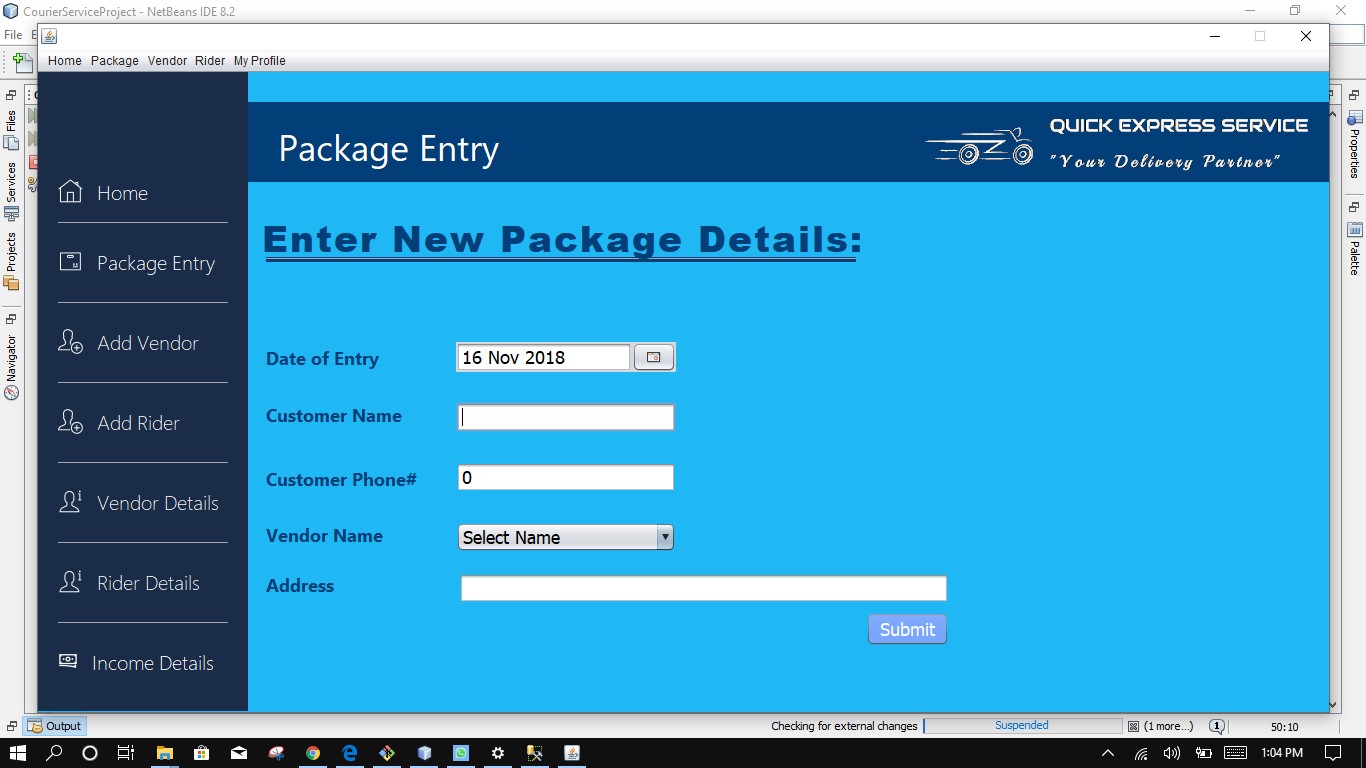 CourierServiceProject - NetBeans IDE 8.2
File
Home Package Vendor Rider My Profile
Files
Services
Projects
Navigator
Home
Package Entry
Add Vendor
Add Rider
Vendor Details
Rider Details
Income Details
Package Entry
QUICK EXPRESS SERVICE
"Your Delivery Partner"
Enter New Package Details:
Date of Entry 16 Nov 2018
Customer Name
Customer Phone# 0
Vendor Name Select Name
Address
Submit
Properties
Palette
Output Checking for external changes Suspended (1 more...) 1 50:10
1:04 PM